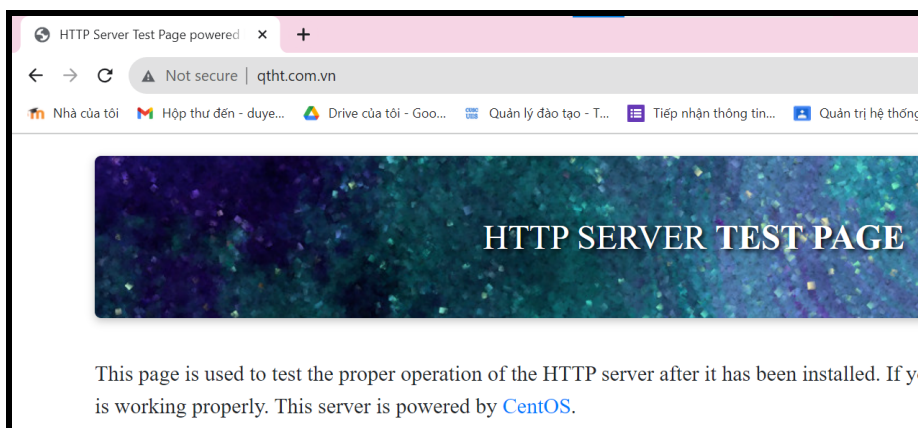 HTTP Server Test Page powered
Not secure | qtht.com.vn
Nhà của tôi Hộp thư đến - duye... Drive của tôi - Goo... Quản lý đào tạo - T... Tiếp nhận thông tin... Quản trị hệ thống
HTTP SERVER TEST PAGE
This page is used to test the proper operation of the HTTP server after it has been installed. If
is working properly. This server is powered by CentOS.